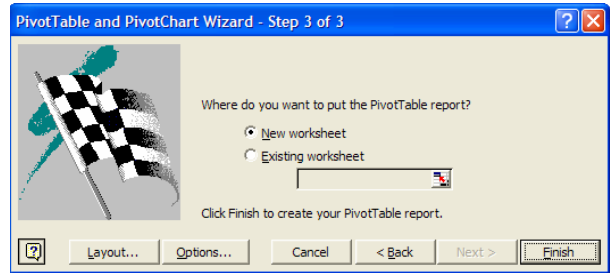 PivotTable and PivotChart Wizard - Step 3 of 3
Where do you want to put the PivotTable report?
New worksheet
Existing worksheet
Click Finish to create your PivotTable report.
Layout... Options... Cancel < Back Next > Finish